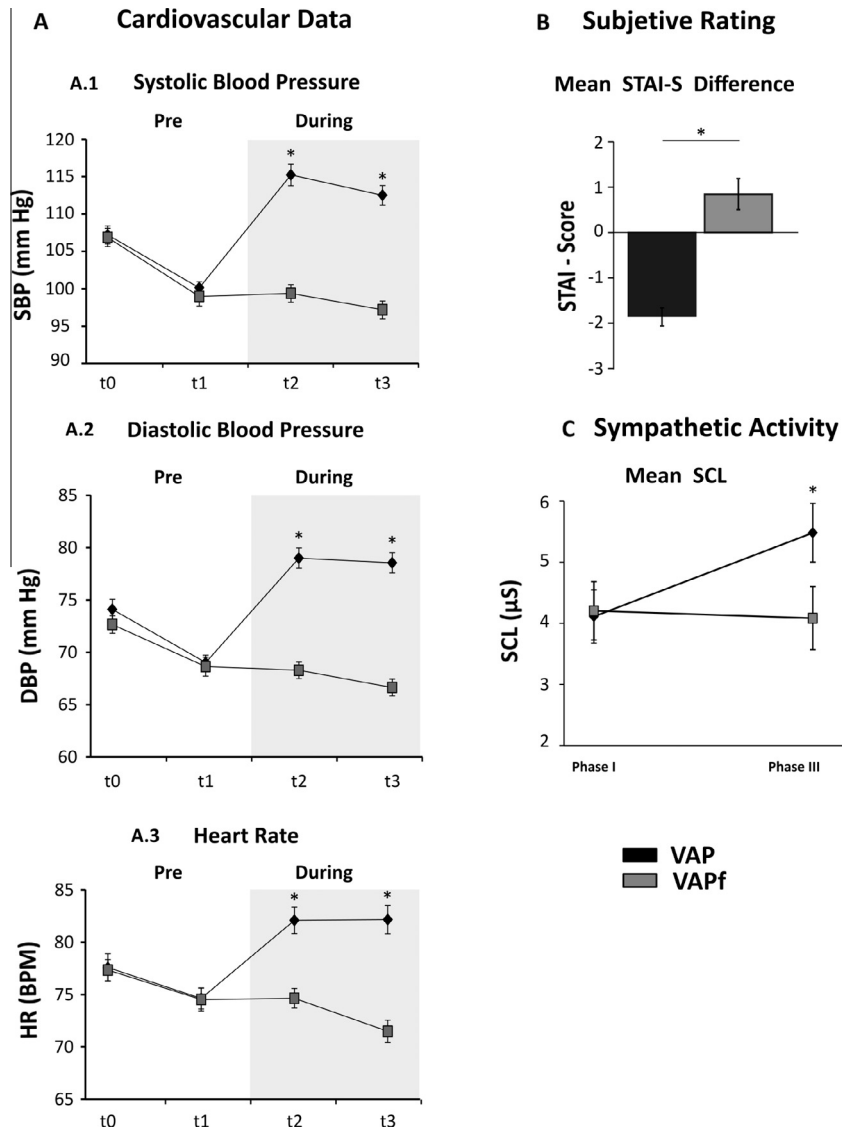 A Cardiovascular Data
A.1 Systolic Blood Pressure
Pre During
SBP (mm Hg)
120
115
110
105
100
95
90
*
*
t0 t1 t2 t3
A.2 Diastolic Blood Pressure
Pre During
DBP (mm Hg)
85
80
75
70
65
60
*
*
t0 t1 t2 t3
A.3 Heart Rate
Pre During
HR (BPM)
85
80
75
70
65
*
*
t0 t1 t2 t3
B Subjetive Rating
Mean STAI-S Difference
STAI - Score
2
1
0
-1
-2
-3
*
C Sympathetic Activity
Mean SCL
SCL (µS)
6
5
4
3
2
*
Phase I Phase III
VAP
VAPf